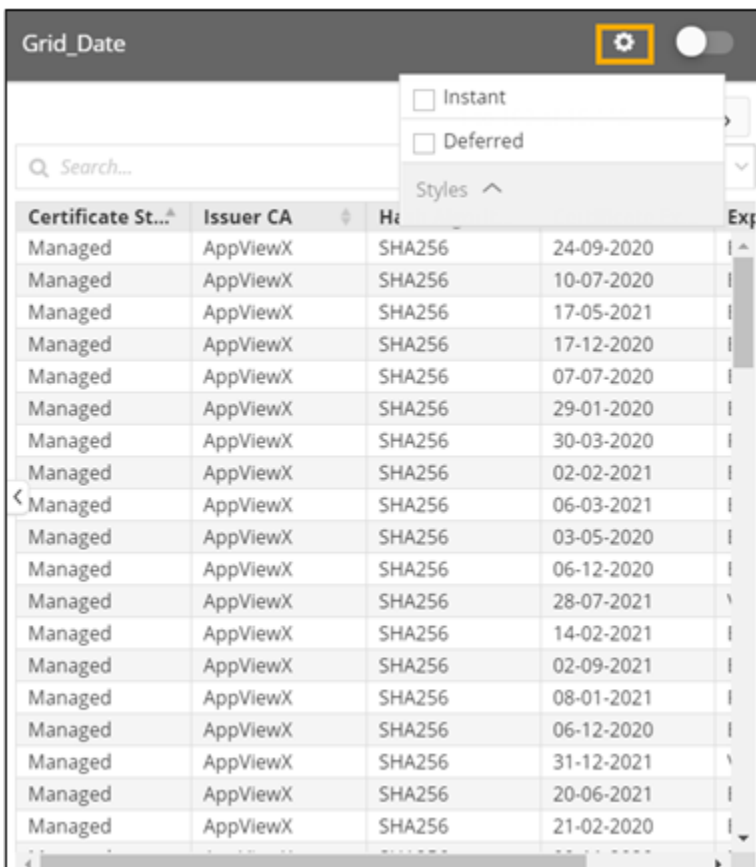 Grid_Date
Instant
Deferred
Search...
Styles
Certificate St... Issuer CA Ha Exp
Managed AppViewX SHA256 24-09-2020
Managed AppViewX SHA256 10-07-2020
Managed AppViewX SHA256 17-05-2021
Managed AppViewX SHA256 17-12-2020
Managed AppViewX SHA256 07-07-2020
Managed AppViewX SHA256 29-01-2020
Managed AppViewX SHA256 30-03-2020
Managed AppViewX SHA256 02-02-2021
Managed AppViewX SHA256 06-03-2021
Managed AppViewX SHA256 03-05-2020
Managed AppViewX SHA256 06-12-2020
Managed AppViewX SHA256 28-07-2021
Managed AppViewX SHA256 14-02-2021
Managed AppViewX SHA256 02-09-2021
Managed AppViewX SHA256 08-01-2021
Managed AppViewX SHA256 06-12-2020
Managed AppViewX SHA256 31-12-2021
Managed AppViewX SHA256 20-06-2021
Managed AppViewX SHA256 21-02-2020